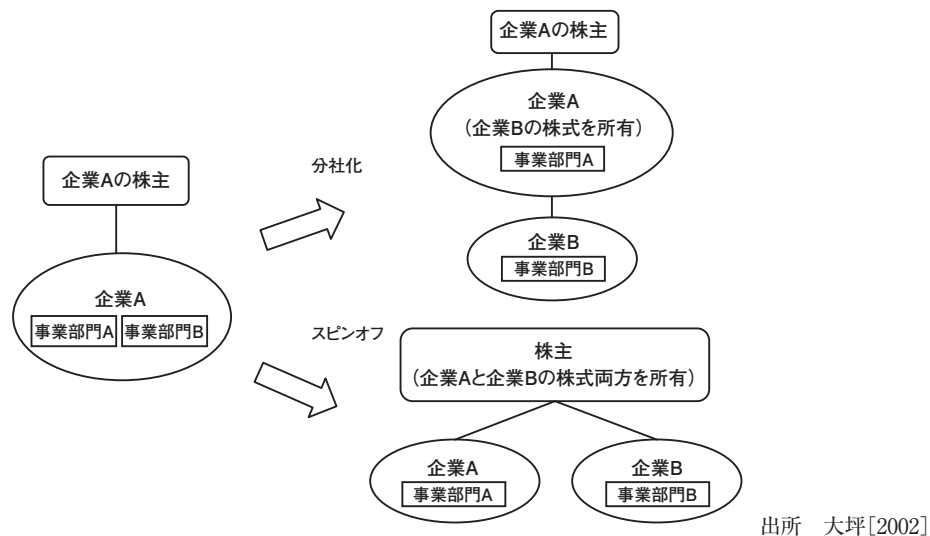 企業Aの株主
企業A
事業部門A 事業部門B
分社化
企業Aの株主
企業A
(企業Bの株式を所有)
事業部門A
企業B
事業部門B
スピンオフ
株主
(企業Aと企業Bの株式両方を所有)
企業A
事業部門A
企業B
事業部門B
出所　大坪[2002]